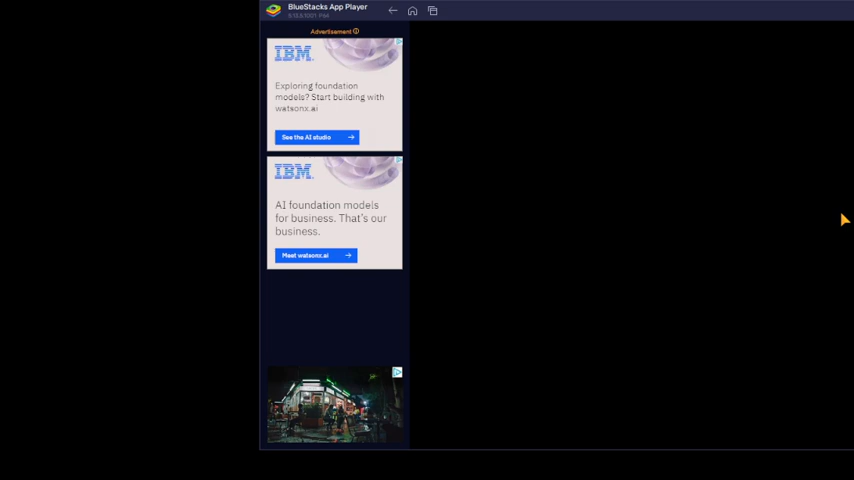 BlueStacks App Player
Advertisement
IBM.
Exploring foundation
models? Start building with
watsonx.ai
See the AI studio
IBM.
AI foundation models
for business. That's our
business.
Meet watsonx.ai